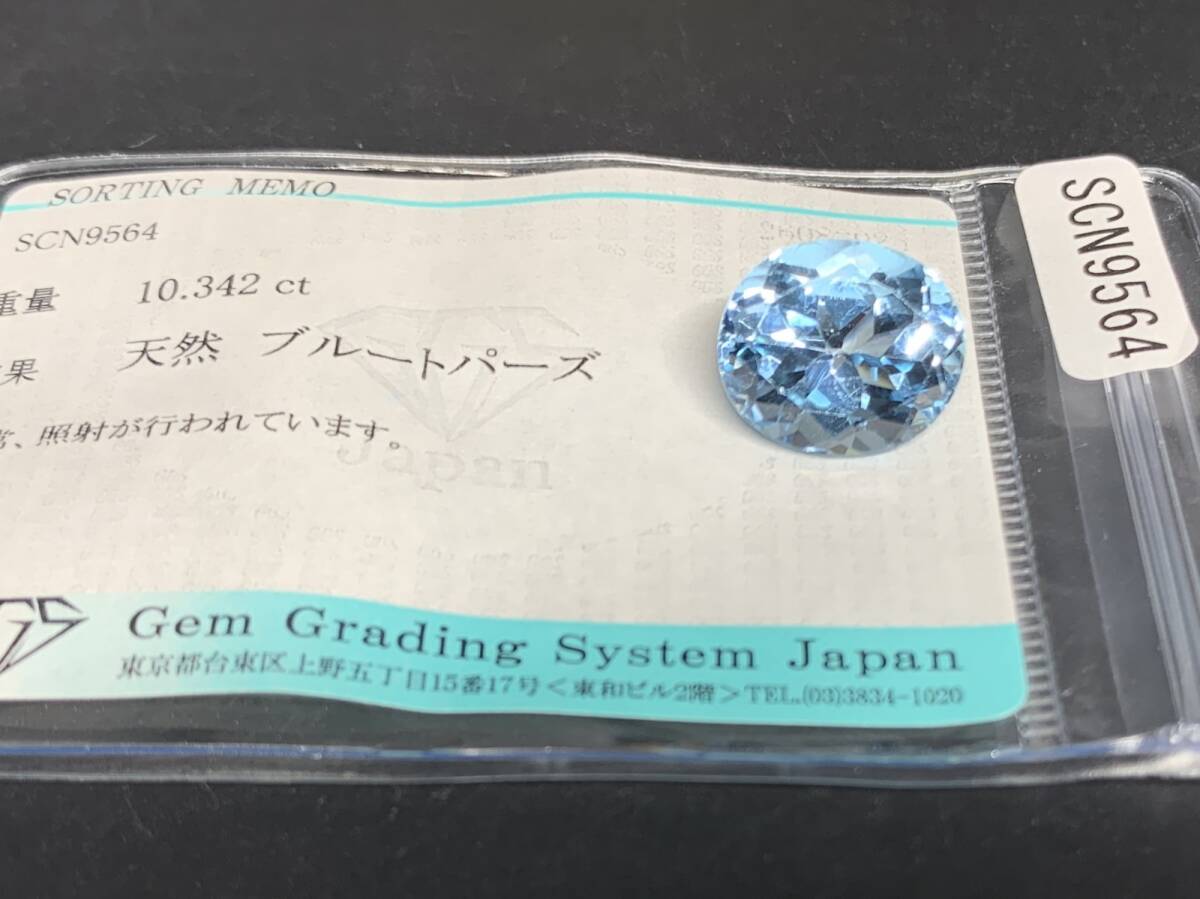 SORTING MEMO
SCN9564
重量 10.342 ct
果 天然 ブルートパーズ
常、照射が行われています。
Japan
GS
Gem Grading System Japan
東京都台東区上野五丁目15番17号＜東和ビル2階＞TEL.(03)3834-1020
SCN9564